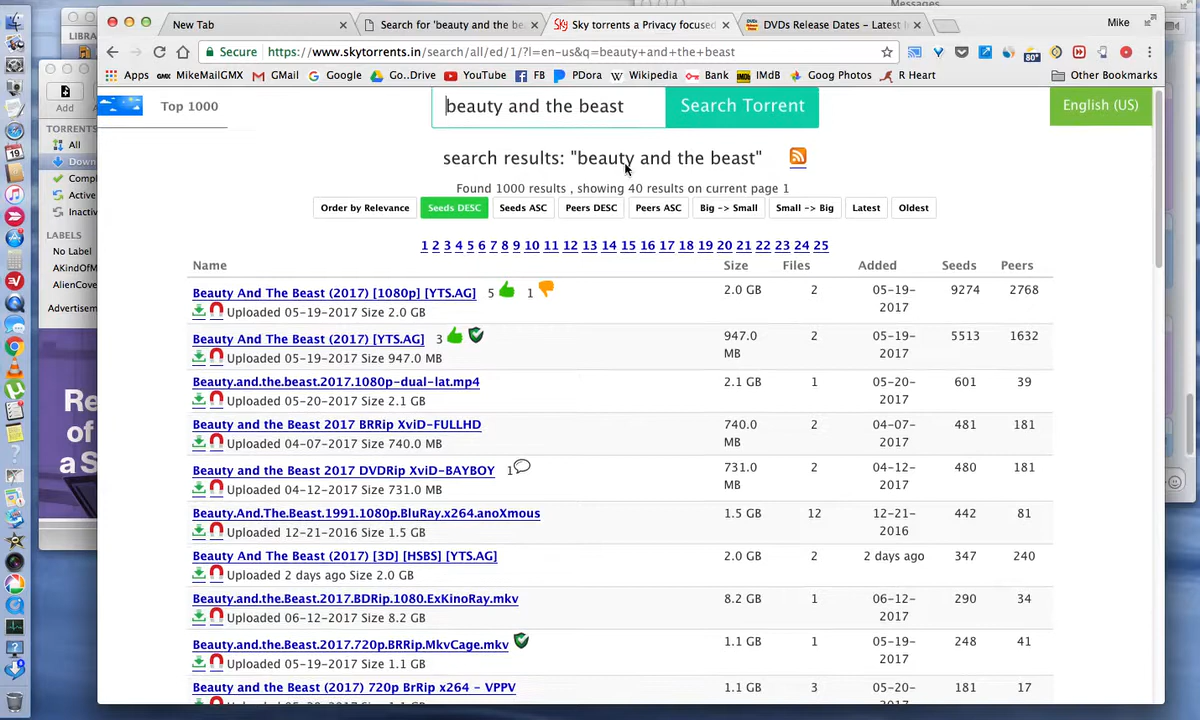 New Tab
Search for 'beauty and the be
Sky torrents a Privacy focused
DVDs Release Dates - Latest
Mike
Secure https://www.skytorrents.in/search/all/ed/1/?l=en-us&q=beauty+and+the+beast
80°
Apps
MikeMailGMX
GMail
Google
Go..Drive
YouTube
FB
PDora
Wikipedia
Bank
IMdB
Goog Photos
R Heart
Other Bookmarks
LIBRA
Messages
Add
TORRENTS
All
Down
Compl
Active
Inactiv
LABELS
No Label
AKindOfM
AlienCove
Advertisem
Re
of
a S
19
Top 1000
beauty and the beast
Search Torrent
English (US)
search results: "beauty and the beast"
Found 1000 results , showing 40 results on current page 1
Order by Relevance
Seeds DESC
Seeds ASC
Peers DESC
Peers ASC
Big -> Small
Small -> Big
Latest
Oldest
1 2 3 4 5 6 7 8 9 10 11 12 13 14 15 16 17 18 19 20 21 22 23 24 25
Name Size Files Added Seeds Peers
Beauty And The Beast (2017) [1080p] [YTS.AG] 5 1 2.0 GB 2 05-19-2017 9274 2768
Uploaded 05-19-2017 Size 2.0 GB
Beauty And The Beast (2017) [YTS.AG] 3 947.0 MB 2 05-19-2017 5513 1632
Uploaded 05-19-2017 Size 947.0 MB
Beauty.and.the.beast.2017.1080p-dual-lat.mp4 2.1 GB 1 05-20-2017 601 39
Uploaded 05-20-2017 Size 2.1 GB
Beauty and the Beast 2017 BRRip XviD-FULLHD 740.0 MB 2 04-07-2017 481 181
Uploaded 04-07-2017 Size 740.0 MB
Beauty and the Beast 2017 DVDRip XviD-BAYBOY 1 731.0 MB 2 04-12-2017 480 181
Uploaded 04-12-2017 Size 731.0 MB
Beauty.And.The.Beast.1991.1080p.BluRay.x264.anoXmous 1.5 GB 12 12-21-2016 442 81
Uploaded 12-21-2016 Size 1.5 GB
Beauty And The Beast (2017) [3D] [HSBS] [YTS.AG] 2.0 GB 2 2 days ago 347 240
Uploaded 2 days ago Size 2.0 GB
Beauty.and.the.Beast.2017.BDRip.1080.ExKinoRay.mkv 8.2 GB 1 06-12-2017 290 34
Uploaded 06-12-2017 Size 8.2 GB
Beauty.and.the.Beast.2017.720p.BRRip.MkvCage.mkv 1.1 GB 1 05-19-2017 248 41
Uploaded 05-19-2017 Size 1.1 GB
Beauty and the Beast (2017) 720p BrRip x264 - VPPV 1.1 GB 3 05-20- 181 17